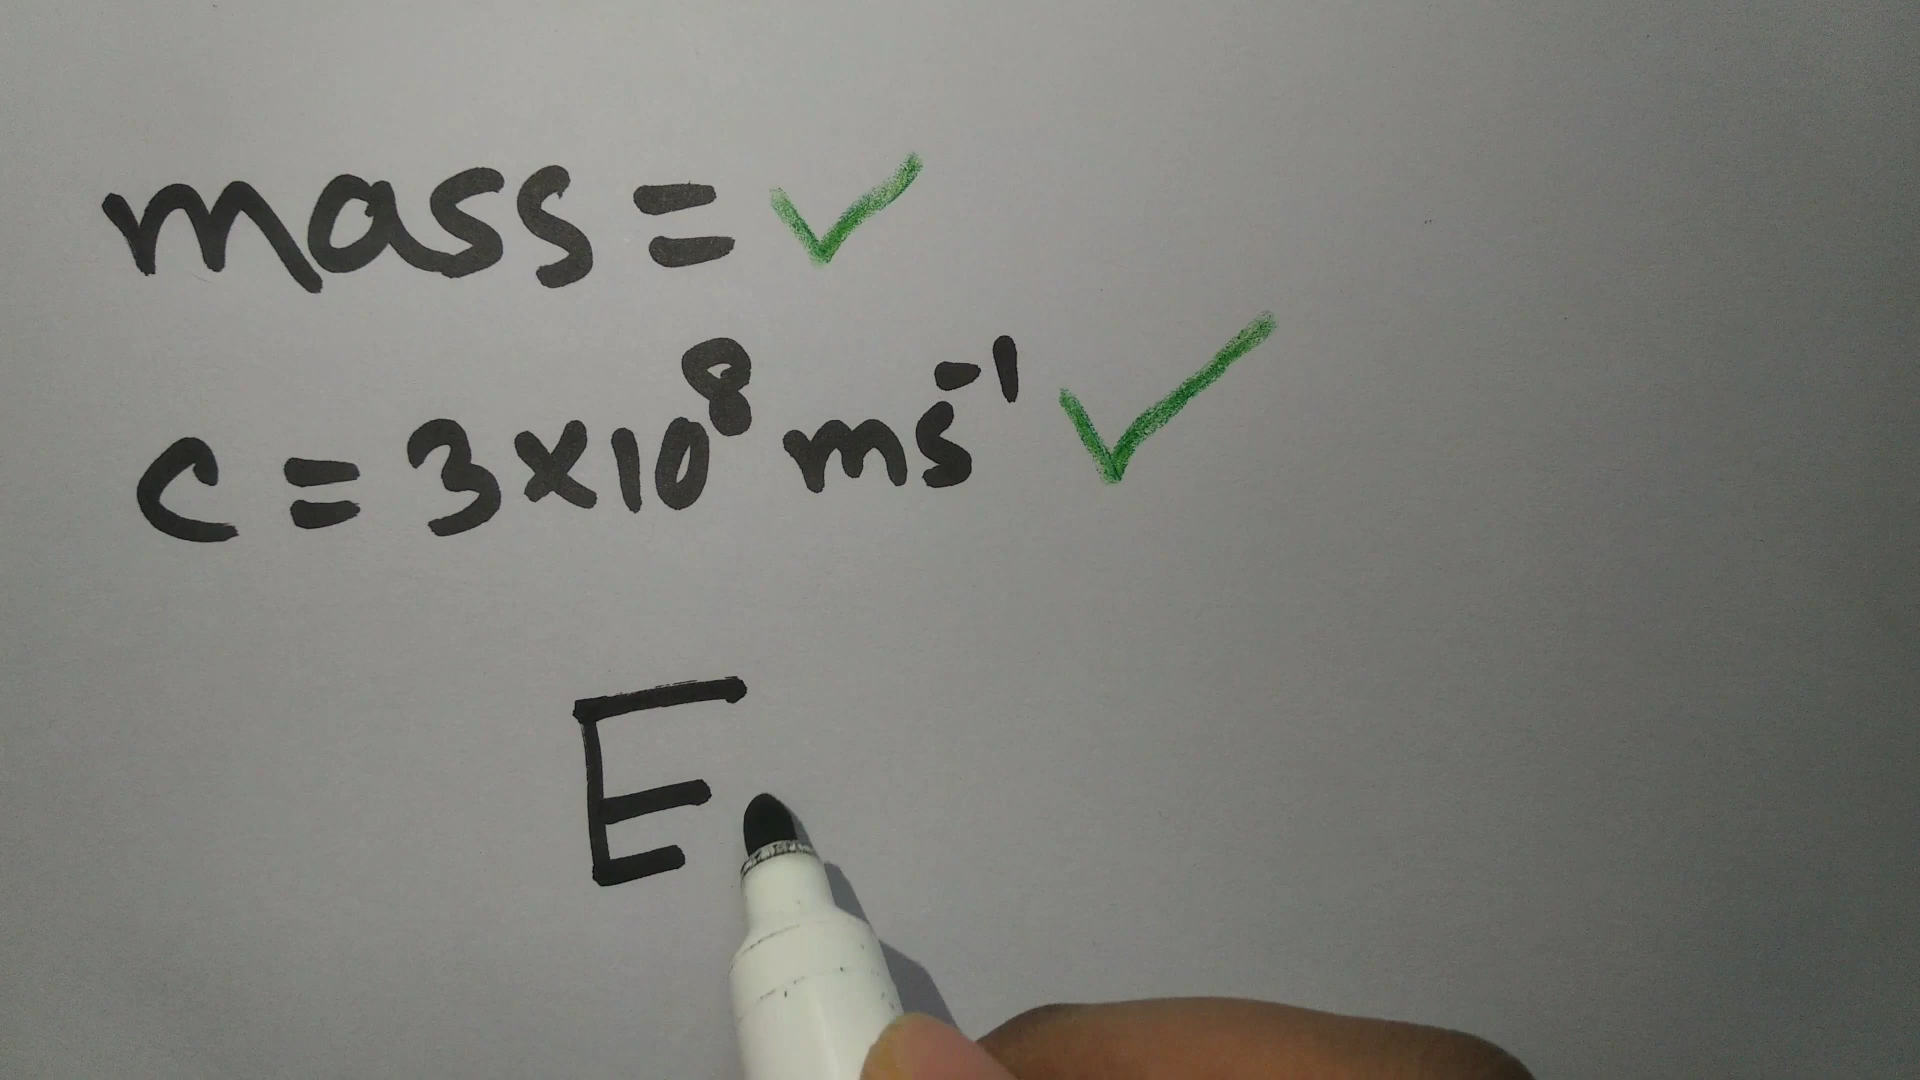 mass = ✓
c = 3×10⁸ ms⁻¹ ✓
E